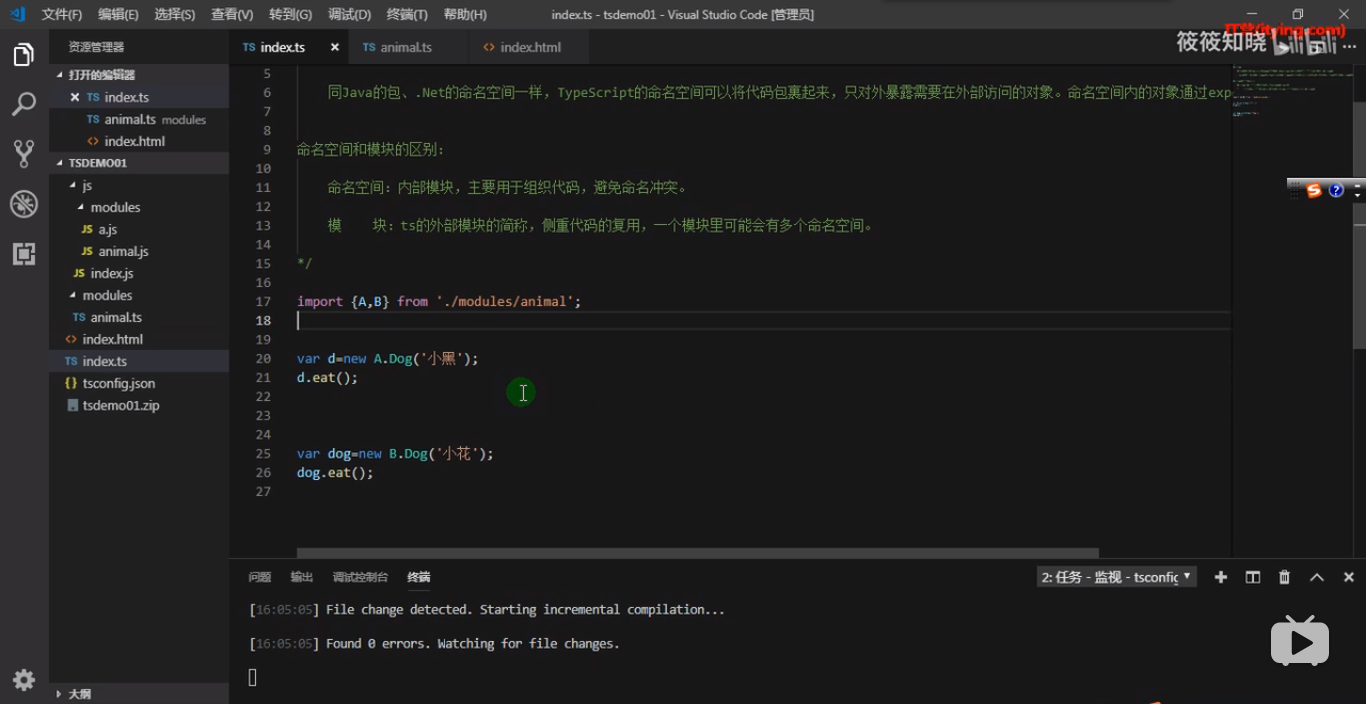 文件(F) 编辑(E) 选择(S) 查看(V) 转到(G) 调试(D) 终端(T) 帮助(H) index.ts - tsdemo01 - Visual Studio Code [管理员]
IT营(itying.com)
筱筱知晓 bilibili
资源管理器
TS index.ts × TS animal.ts <> index.html
打开的编辑器
× TS index.ts
TS animal.ts modules
<> index.html
TSDEMO01
js
modules
JS a.js
JS animal.js
JS index.js
modules
TS animal.ts
<> index.html
TS index.ts
{} tsconfig.json
tsdemo01.zip
大纲
5
6 同Java的包、.Net的命名空间一样，TypeScript的命名空间可以将代码包裹起来，只对外暴露需要在外部访问的对象。命名空间内的对象通过exp
7
8
9 命名空间和模块的区别：
10
11 命名空间：内部模块，主要用于组织代码，避免命名冲突。
12
13 模 块：ts的外部模块的简称，侧重代码的复用，一个模块里可能会有多个命名空间。
14
15 */
16
17 import {A,B} from './modules/animal';
18
19
20 var d=new A.Dog('小黑');
21 d.eat();
22
23
24
25 var dog=new B.Dog('小花');
26 dog.eat();
27
问题 输出 调试控制台 终端 2: 任务 - 监视 - tsconfig
[16:05:05] File change detected. Starting incremental compilation...
[16:05:05] Found 0 errors. Watching for file changes.